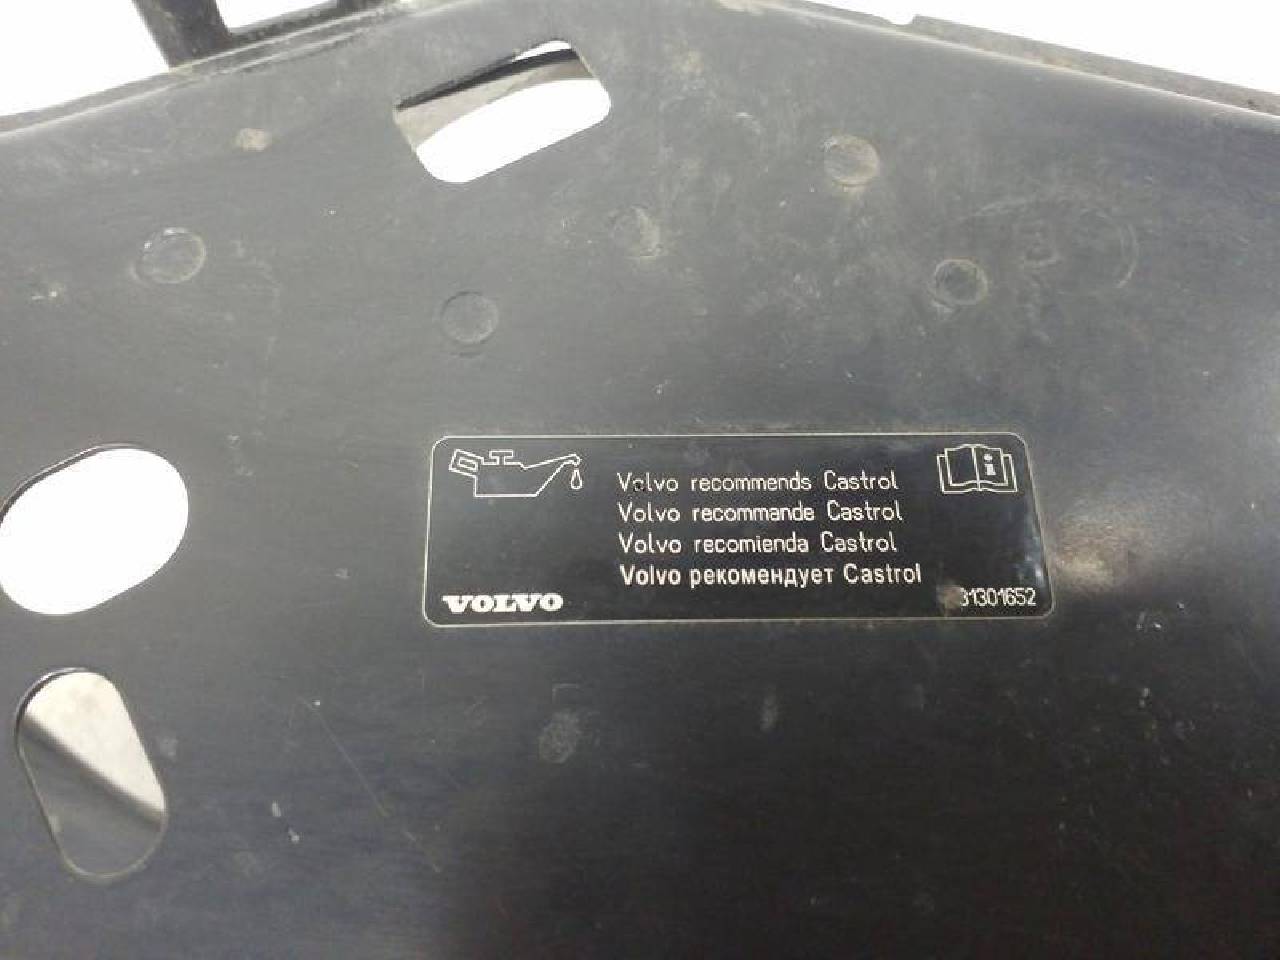 Volvo recommends Castrol
Volvo recommande Castrol
Volvo recomienda Castrol
Volvo рекомендует Castrol
VOLVO
31301652